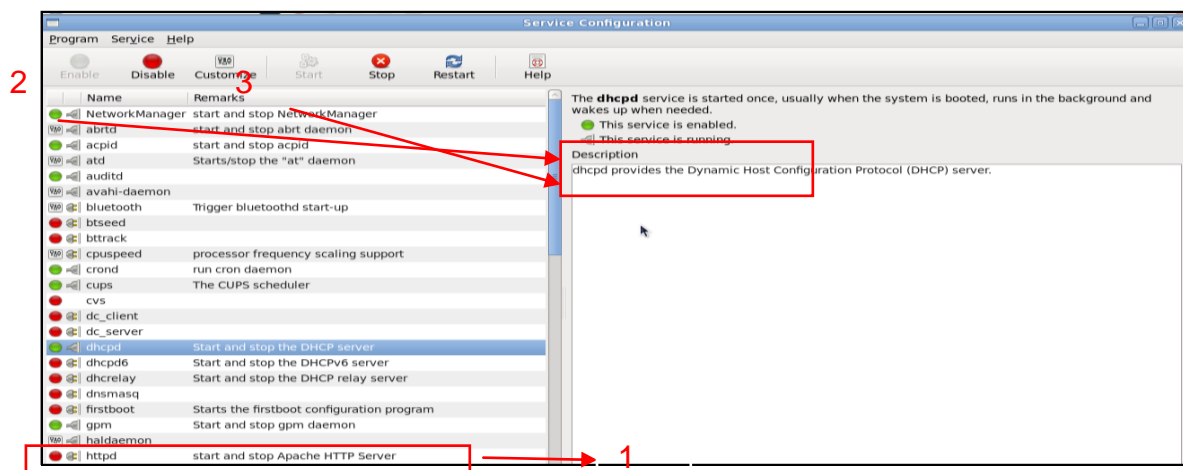 Service Configuration
Program Service Help
Enable Disable Customize Start Stop Restart Help
2
3
Name Remarks
NetworkManager start and stop NetworkManager
abrtd start and stop abrt daemon
acpid start and stop acpid
atd Starts/stop the "at" daemon
auditd
avahi-daemon
bluetooth Trigger bluetoothd start-up
btseed
bttrack
cpuspeed processor frequency scaling support
crond run cron daemon
cups The CUPS scheduler
cvs
dc_client
dc_server
dhcpd Start and stop the DHCP server
dhcpd6 Start and stop the DHCPv6 server
dhcrelay Start and stop the DHCP relay server
dnsmasq
firstboot Starts the firstboot configuration program
gpm Start and stop gpm daemon
haldaemon
httpd start and stop Apache HTTP Server
The dhcpd service is started once, usually when the system is booted, runs in the background and
wakes up when needed.
This service is enabled.
This service is running.
Description
dhcpd provides the Dynamic Host Configuration Protocol (DHCP) server.
1